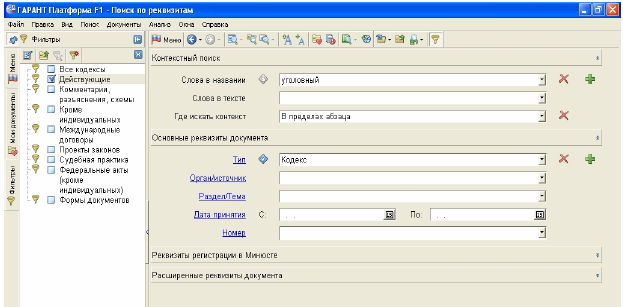 ГАРАНТ Платформа F1 - Поиск по реквизитам
Файл Правка Вид Поиск Документы Анализ Окна Справка
Фильтры
Меню
Меню
Мои документы
Фильтры
Все кодексы
Действующие
Комментарии,
разъяснения, схемы
Кроме
индивидуальных
Международные
договоры
Проекты законов
Судебная практика
Федеральные акты
(кроме
индивидуальных)
Формы документов
Контекстный поиск
Слова в названии уголовный
Слова в тексте
Где искать контекст В пределах абзаца
Основные реквизиты документа
Тип Кодекс
Орган/источник
Раздел/Тема
Дата принятия С: . . 15 По: . . 15
Номер
Реквизиты регистрации в Минюсте
Расширенные реквизиты документа